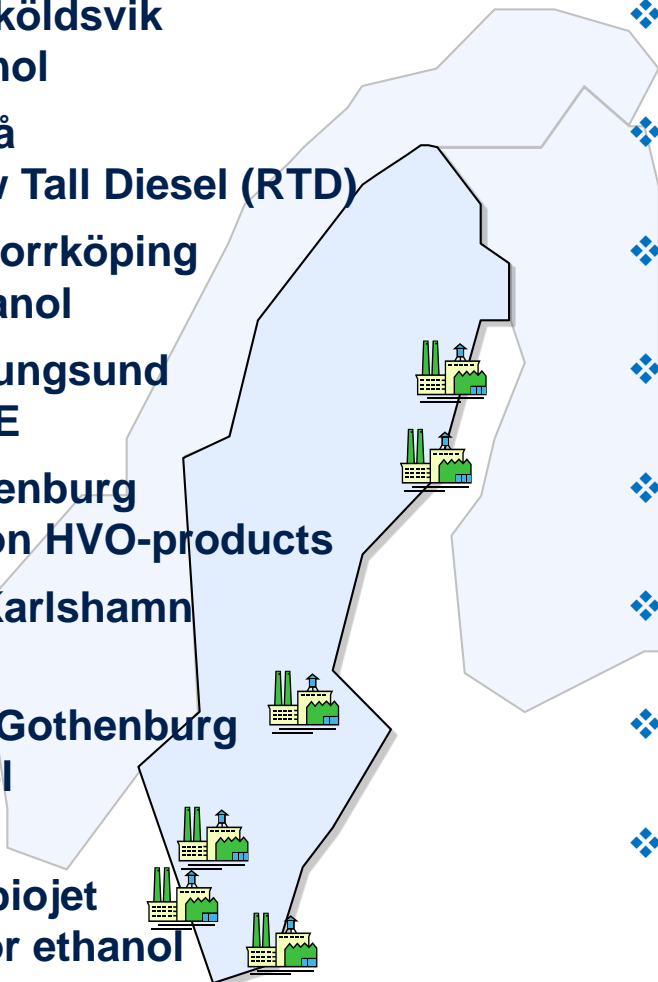 köldsvik
nol
å
Tall Diesel (RTD)
orrköping
anol
ungsund
E
enburg
on HVO-products
Karlshamn
Gothenburg
l
biojet
or ethanol